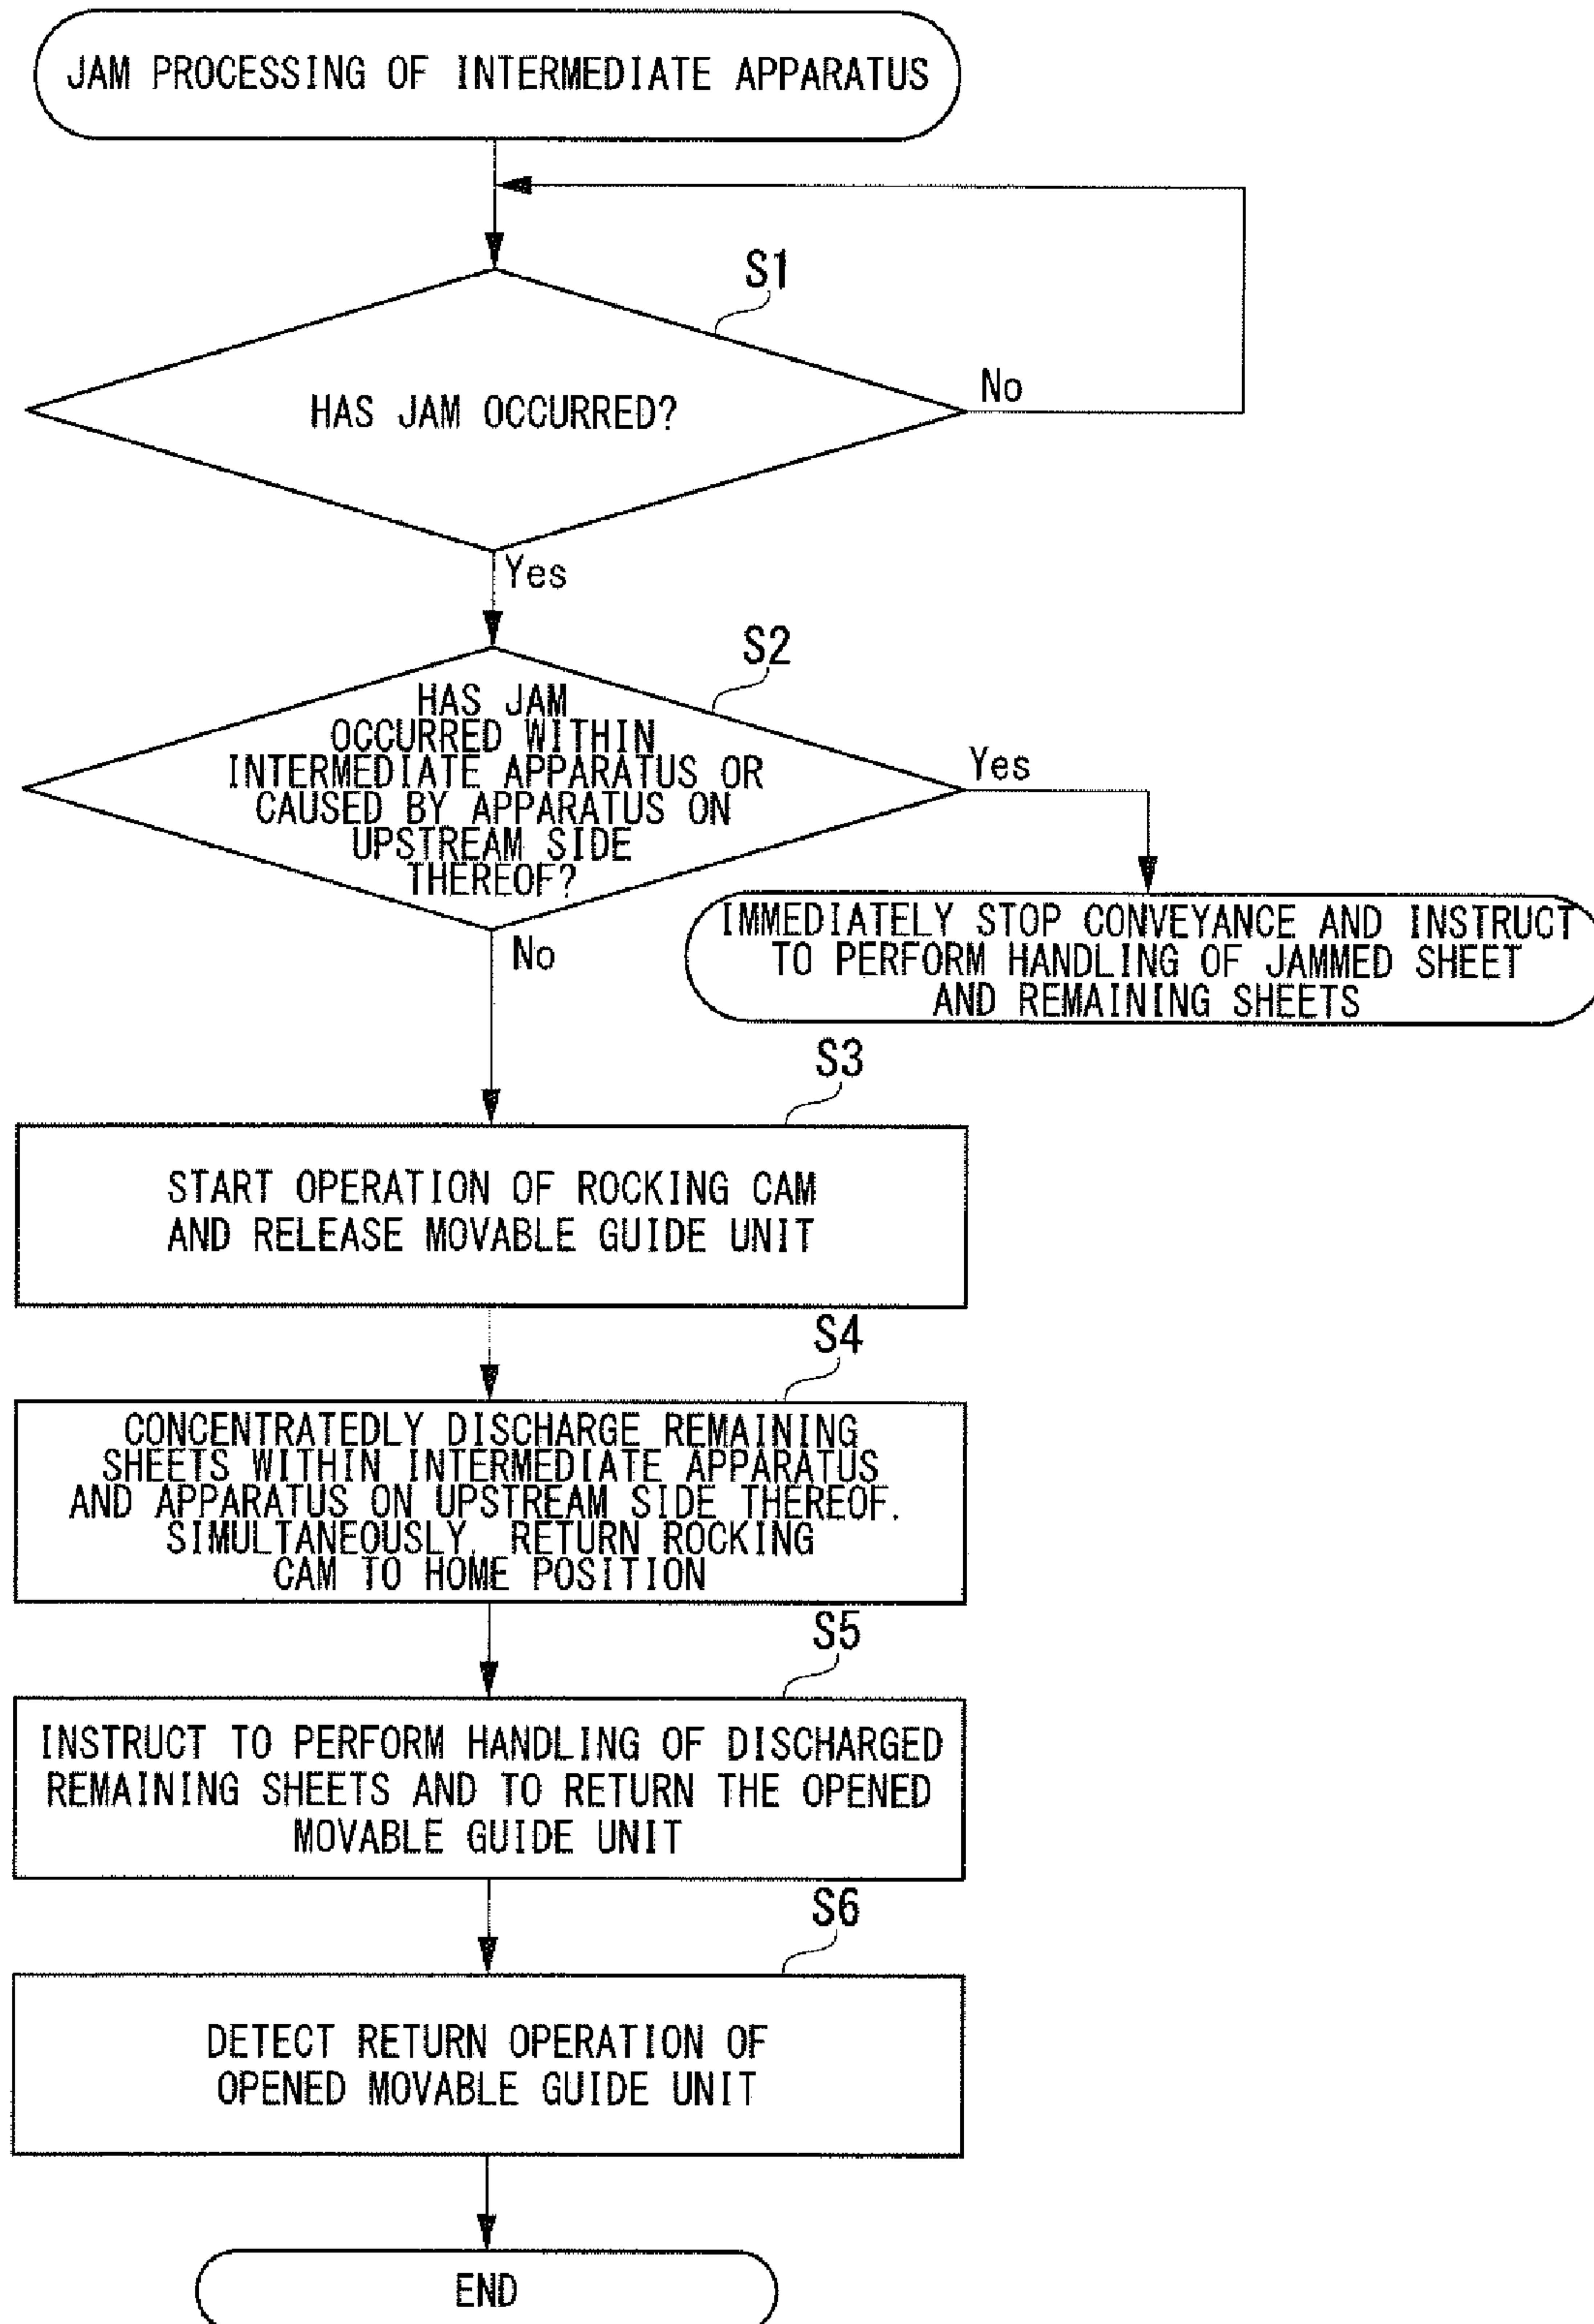 JAM PROCESSING OF INTERMEDIATE APPARATUS
S1
HAS JAM OCCURRED?
No
Yes
S2
HAS JAM
OCCURRED WITHIN
INTERMEDIATE APPARATUS OR
CAUSED BY APPARATUS ON
UPSTREAM SIDE
THEREOF?
Yes
No
IMMEDIATELY STOP CONVEYANCE AND INSTRUCT
TO PERFORM HANDLING OF JAMMED SHEET
AND REMAINING SHEETS
S3
START OPERATION OF ROCKING CAM
AND RELEASE MOVABLE GUIDE UNIT
S4
CONCENTRATEDLY DISCHARGE REMAINING
SHEETS WITHIN INTERMEDIATE APPARATUS
AND APPARATUS ON UPSTREAM SIDE THEREOF.
SIMULTANEOUSLY, RETURN ROCKING
CAM TO HOME POSITION
S5
INSTRUCT TO PERFORM HANDLING OF DISCHARGED
REMAINING SHEETS AND TO RETURN THE OPENED
MOVABLE GUIDE UNIT
S6
DETECT RETURN OPERATION OF
OPENED MOVABLE GUIDE UNIT
END